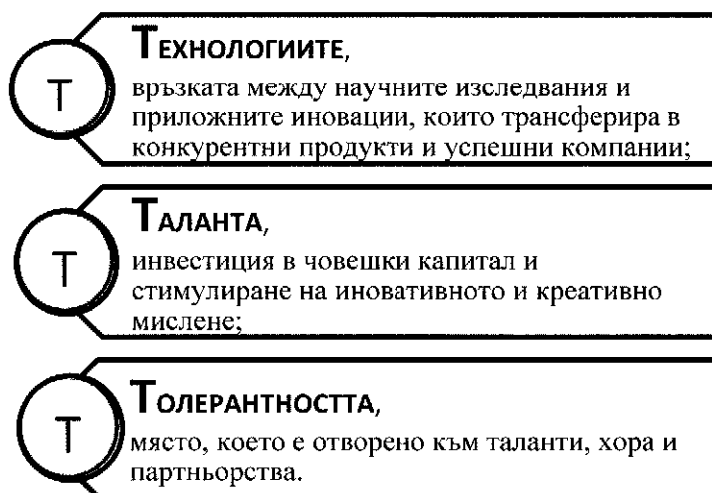 Т
ТЕХНОЛОГИИТЕ,
връзката между научните изследвания и
приложните иновации, които трансферира в
конкурентни продукти и успешни компании;
Т
ТАЛАНТА,
инвестиция в човешки капитал и
стимулиране на иновативното и креативно
мислене;
Т
ТОЛЕРАНТНОСТТА,
място, което е отворено към таланти, хора и
партньорства.